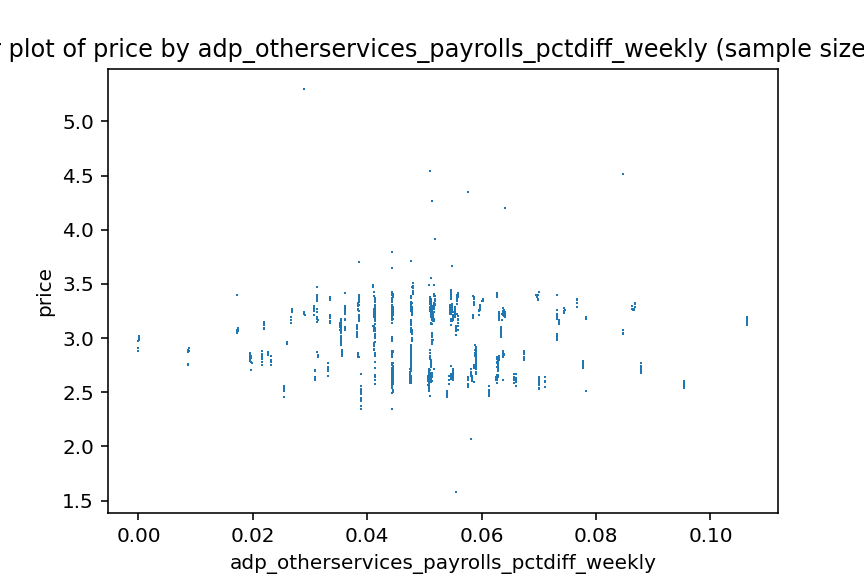 plot of price by adp_otherservices_payrolls_pctdiff_weekly (sample size
5.0
4.5
4.0
3.5
3.0
2.5
2.0
1.5
price
0.00 0.02 0.04 0.06 0.08 0.10
adp_otherservices_payrolls_pctdiff_weekly